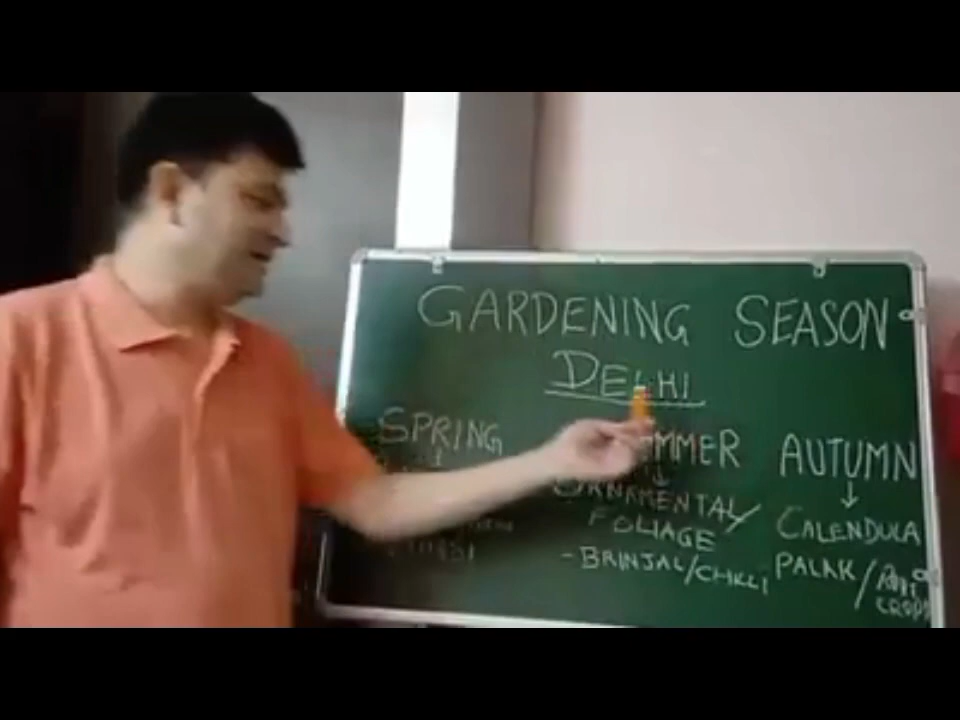 GARDENING SEASON
DELHI
SPRING
MMER
AUTUMN
ORNAMENTAL/
FOLIAGE
- BRINJAL/CHILLI
CALENDULA
PALAK/
CROPS